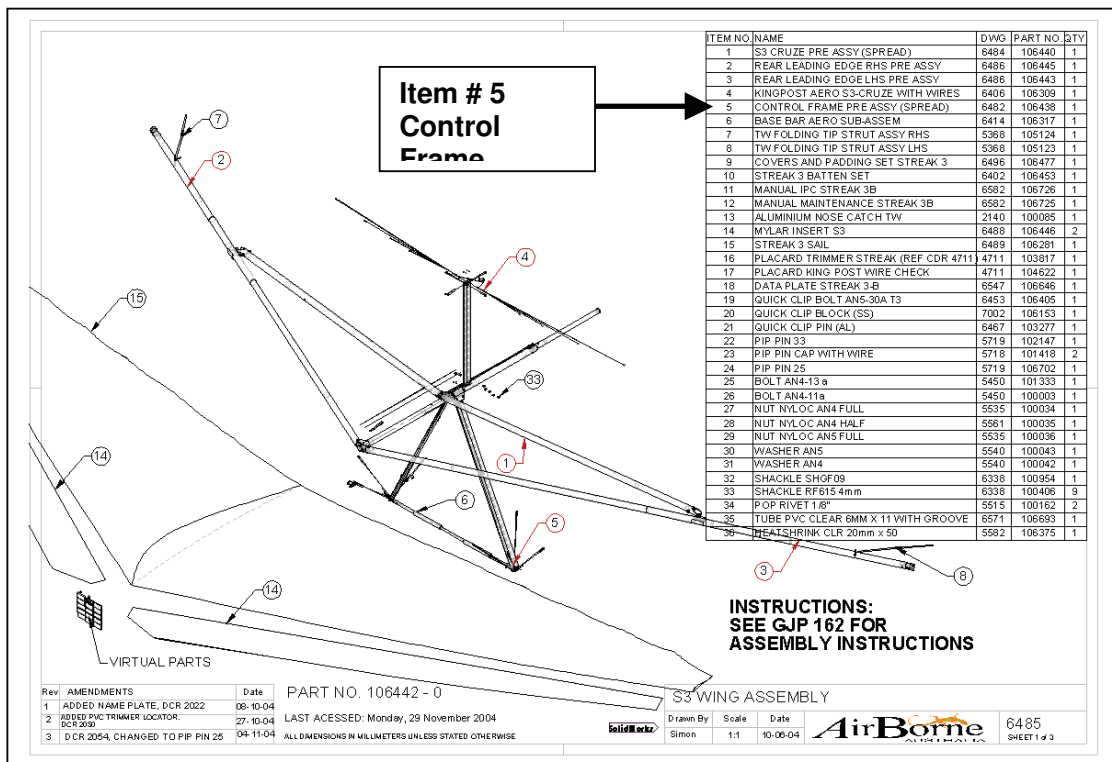 Item # 5
Control
Frame
ITEM NO. NAME DWG PART NO. QTY
1 S3 CRUZE PRE ASSY (SPREAD) 6484 106440 1
2 REAR LEADING EDGE RHS PRE ASSY 6486 106445 1
3 REAR LEADING EDGE LHS PRE ASSY 6486 106443 1
4 KINGPOST AERO S3-CRUZE WITH WIRES 6406 106309 1
5 CONTROL FRAME PRE ASSY (SPREAD) 6482 106438 1
6 BASE BAR AERO SUB-ASSEM 6414 106317 1
7 TW FOLDING TIP STRUT ASSY RHS 5368 105124 1
8 TW FOLDING TIP STRUT ASSY LHS 5368 105123 1
9 COVERS AND PADDING SET STREAK 3 6496 106477 1
10 STREAK 3 BATTEN SET 6402 106453 1
11 MANUAL IPC STREAK 3B 6582 106726 1
12 MANUAL MAINTENANCE STREAK 3B 6582 106725 1
13 ALUMINIUM NOSE CATCH TW 2140 100085 1
14 MYLAR INSERT S3 6488 106446 2
15 STREAK 3 SAIL 6489 106281 1
16 PLACARD TRIMMER STREAK (REF CDR 4711) 4711 103817 1
17 PLACARD KING POST WIRE CHECK 4711 104622 1
18 DATA PLATE STREAK 3-B 6547 106646 1
19 QUICK CLIP BOLT AN5-30A T3 6453 106405 1
20 QUICK CLIP BLOCK (SS) 7002 106153 1
21 QUICK CLIP PIN (AL) 6467 103277 1
22 PIP PIN 33 5719 102147 1
23 PIP PIN CAP WITH WIRE 5718 101418 2
24 PIP PIN 25 5719 106702 1
25 BOLT AN4-13 a 5450 101333 1
26 BOLT AN4-11a 5450 100003 1
27 NUT NYLOC AN4 FULL 5535 100034 1
28 NUT NYLOC AN4 HALF 5561 100035 1
29 NUT NYLOC AN5 FULL 5535 100036 1
30 WASHER AN5 5540 100043 1
31 WASHER AN4 5540 100042 1
32 SHACKLE SHGF09 6338 100954 1
33 SHACKLE RF615 4mm 6338 100406 9
34 POP RIVET 1/8" 5515 100162 2
35 TUBE PVC CLEAR 6MM X 11 WITH GROOVE 6571 106693 1
36 HEATSHRINK CLR 20mm x 50 5582 106375 1
7
2
4
15
33
1
14
6
5
3
8
14
VIRTUAL PARTS
INSTRUCTIONS:
SEE GJP 162 FOR
ASSEMBLY INSTRUCTIONS
Rev AMENDMENTS Date
1 ADDED NAME PLATE, DCR 2022 08-10-04
2 ADDED PVC TRIMMER LOCATOR. DCR 2050 27-10-04
3 DCR 2054, CHANGED TO PIP PIN 25 04-11-04
PART NO. 106442 - 0
LAST ACESSED: Monday, 29 November 2004
ALL DIMENSIONS IN MILLIMETERS UNLESS STATED OTHERWISE
SolidWorks
S3 WING ASSEMBLY
Drawn By Scale Date
Simon 1:1 10-06-04
AirBorne
AUSTRALIA
6485
SHEET 1 of 3